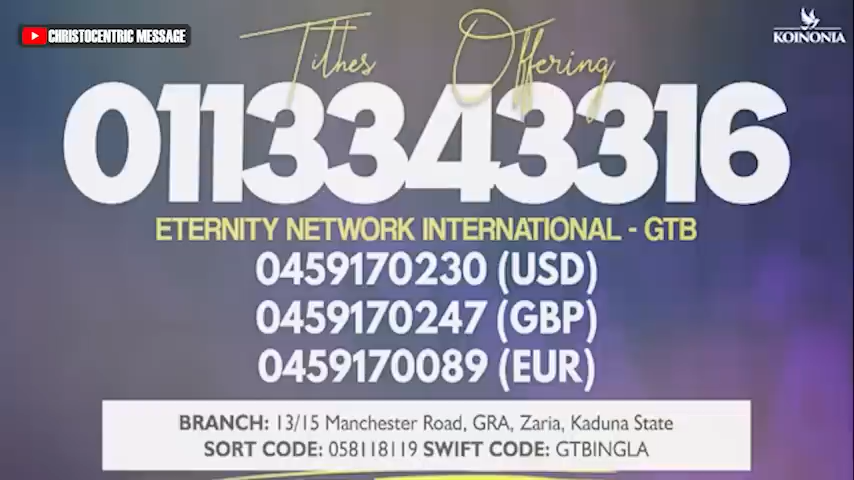 CHRISTOCENTRIC MESSAGE
KOINONIA
Tithes Offering
0113343316
ETERNITY NETWORK INTERNATIONAL - GTB
0459170230 (USD)
0459170247 (GBP)
0459170089 (EUR)
BRANCH: 13/15 Manchester Road, GRA, Zaria, Kaduna State
SORT CODE: 058118119 SWIFT CODE: GTBINGLA